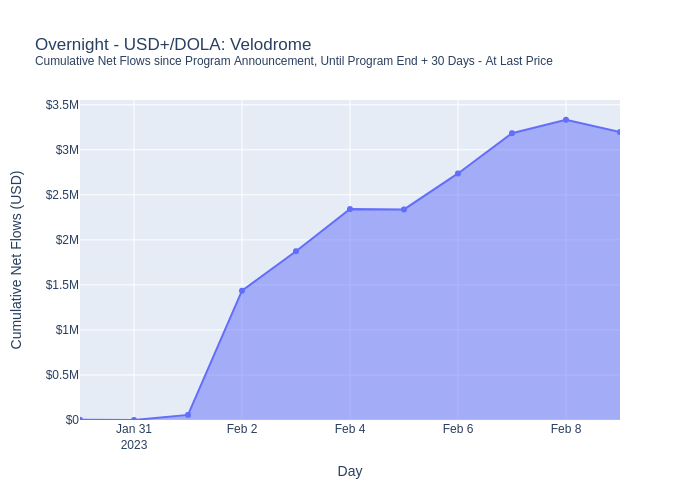 Overnight - USD+/DOLA: Velodrome
Cumulative Net Flows since Program Announcement, Until Program End + 30 Days - At Last Price
Cumulative Net Flows (USD)
$3.5M
$3M
$2.5M
$2M
$1.5M
$1M
$0.5M
$0
Jan 31
2023
Feb 2
Feb 4
Feb 6
Feb 8
Day